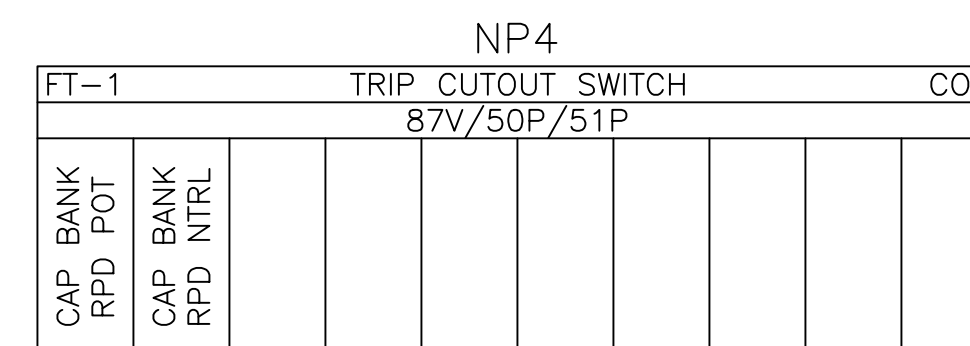 NP4
FT-1 TRIP CUTOUT SWITCH CO
87V/50P/51P
CAP BANK
RPD POT
CAP BANK
RPD NTRL